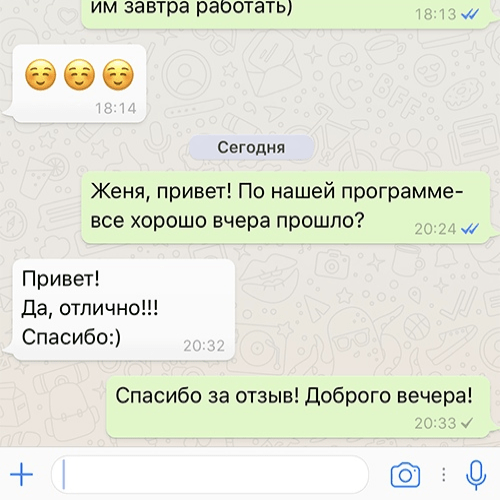 им завтра работать)
18:13
☺️☺️☺️
18:14
Сегодня
Женя, привет! По нашей программе-
все хорошо вчера прошло?
20:24
Привет!
Да, отлично!!!
Спасибо:)
20:32
Спасибо за отзыв! Доброго вечера!
20:33